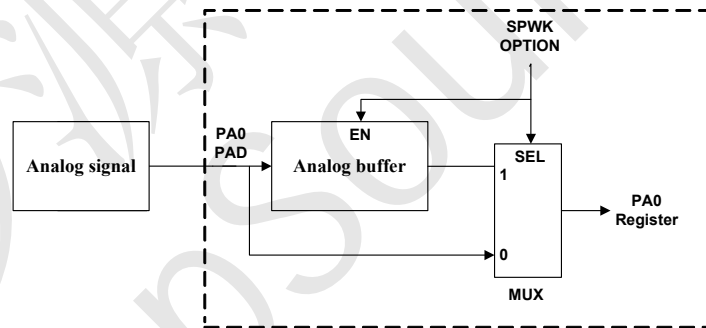 SPWK
OPTION
PA0
PAD
EN
Analog signal
Analog buffer
SEL
1
PA0
Register
0
MUX